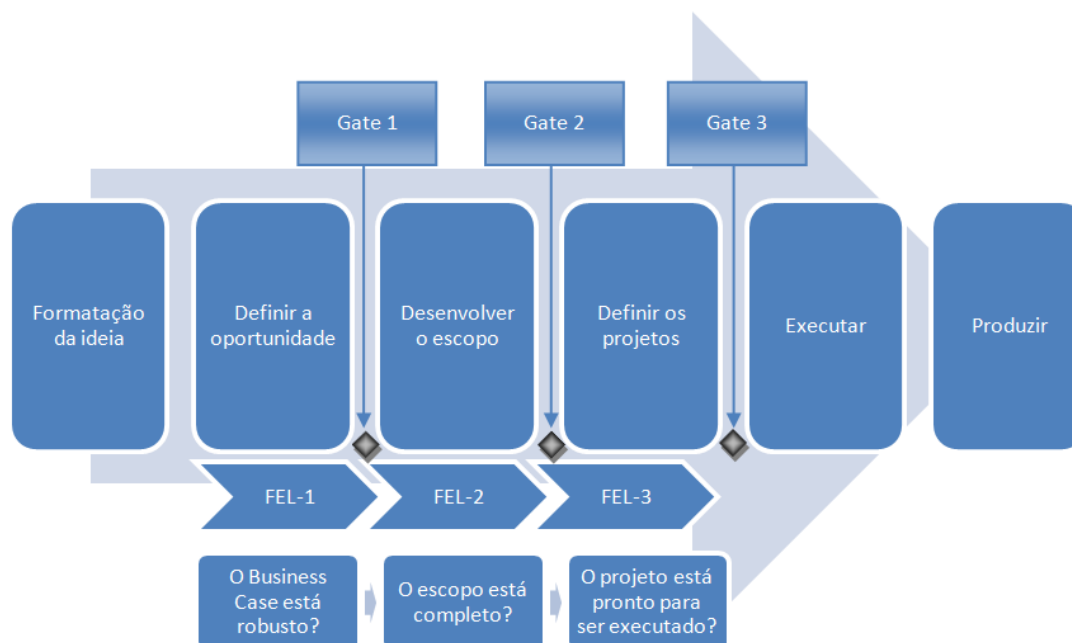 Gate 1
Gate 2
Gate 3
Formatação
da ideia
Definir a
oportunidade
Desenvolver
o escopo
Definir os
projetos
Executar
Produzir
FEL-1
FEL-2
FEL-3
O Business
Case está
robusto?
O escopo está
completo?
O projeto está
pronto para
ser executado?